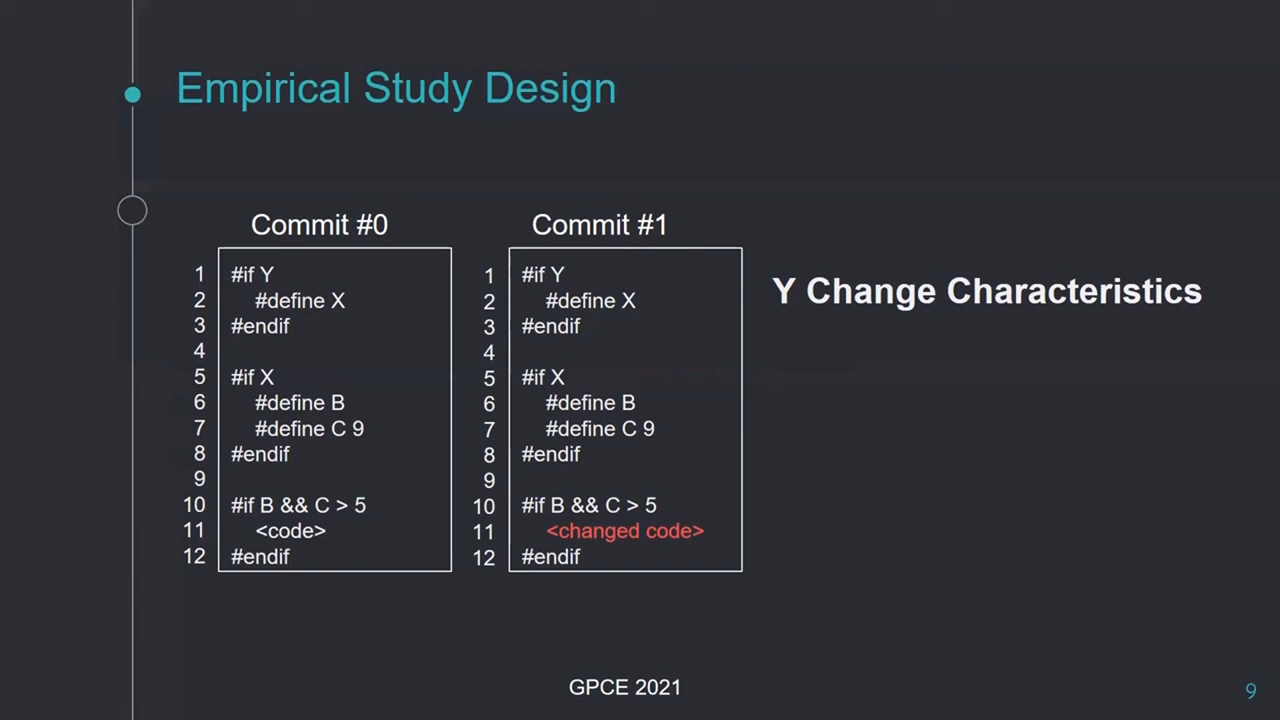 Empirical Study Design
Commit #0
1 #if Y
2 #define X
3 #endif
4
5 #if X
6 #define B
7 #define C 9
8 #endif
9
10 #if B && C > 5
11 <code>
12 #endif
Commit #1
1 #if Y
2 #define X
3 #endif
4
5 #if X
6 #define B
7 #define C 9
8 #endif
9
10 #if B && C > 5
11 <changed code>
12 #endif
Y Change Characteristics
GPCE 2021
9